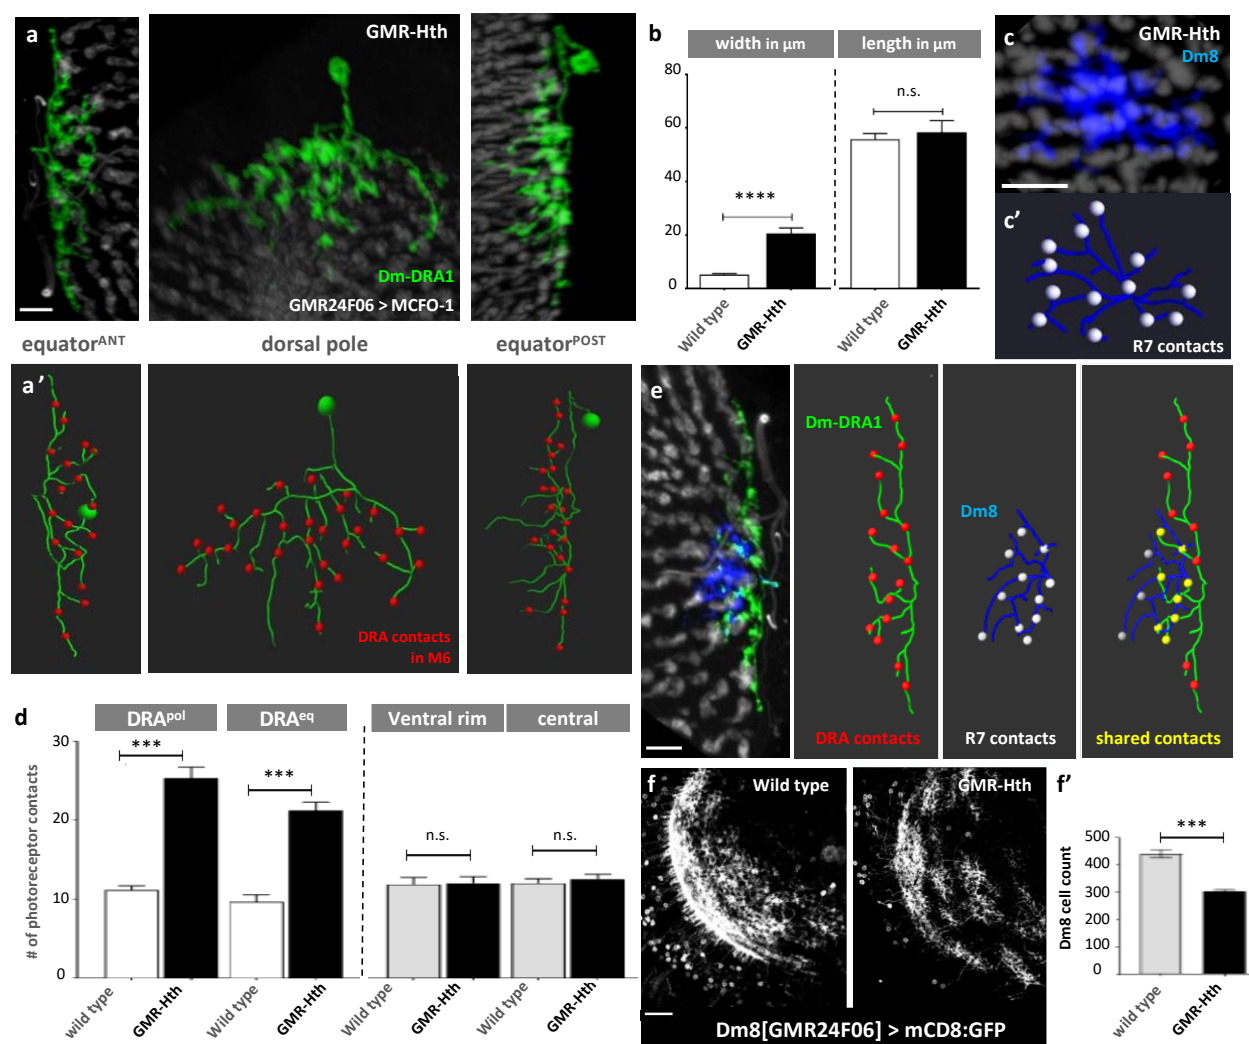 a
GMR-Hth
Dm-DRA1
GMR24F06 > MCFO-1
equatorᴬᴺᵀ
dorsal pole
equatorᴾᴼˢᵀ
b
width in µm
length in µm
80
60
40
20
0
****
n.s.
Wild type
GMR-Hth
Wild type
GMR-Hth
c
GMR-Hth
Dm8
c’
R7 contacts
a’
DRA contacts
in M6
e
Dm-DRA1
Dm8
DRA contacts
R7 contacts
shared contacts
d
DRAᵖᵒˡ
DRAᵉᑫ
Ventral rim
central
# of photoreceptor contacts
30
20
10
0
***
***
n.s.
n.s.
wild type
GMR-Hth
Wild type
GMR-Hth
Wild type
GMR-Hth
Wild type
GMR-Hth
f
Wild type
GMR-Hth
Dm8[GMR24F06] > mCD8:GFP
f’
Dm8 cell count
500
400
300
200
100
0
***
wild type
GMR-Hth